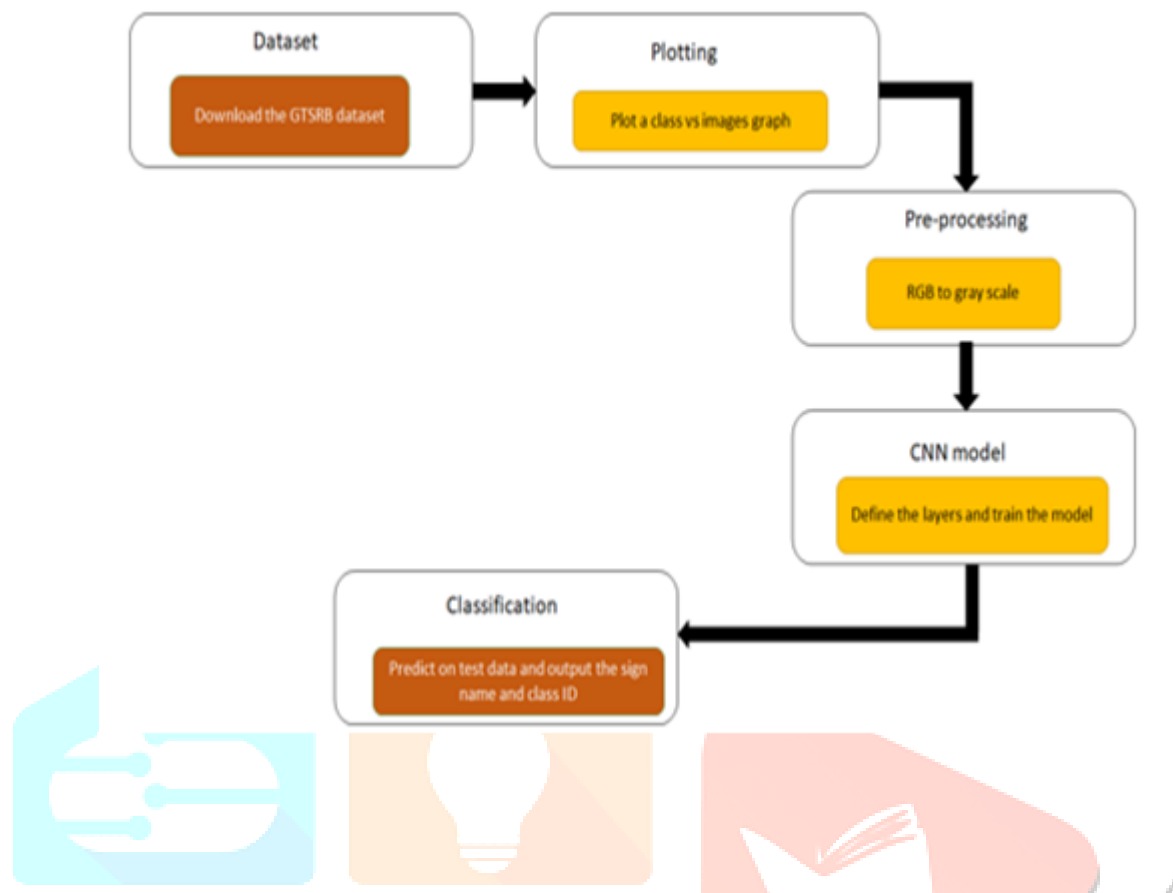 Dataset
Download the GTSRB dataset
Plotting
Plot a class vs images graph
Pre-processing
RGB to gray scale
CNN model
Define the layers and train the model
Classification
Predict on test data and output the sign
name and class ID